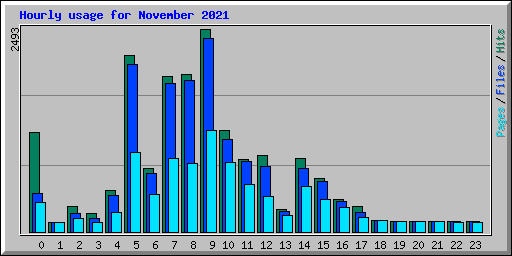 Hourly usage for November 2021
2493
Pages / Files / Hits
0 1 2 3 4 5 6 7 8 9 10 11 12 13 14 15 16 17 18 19 20 21 22 23